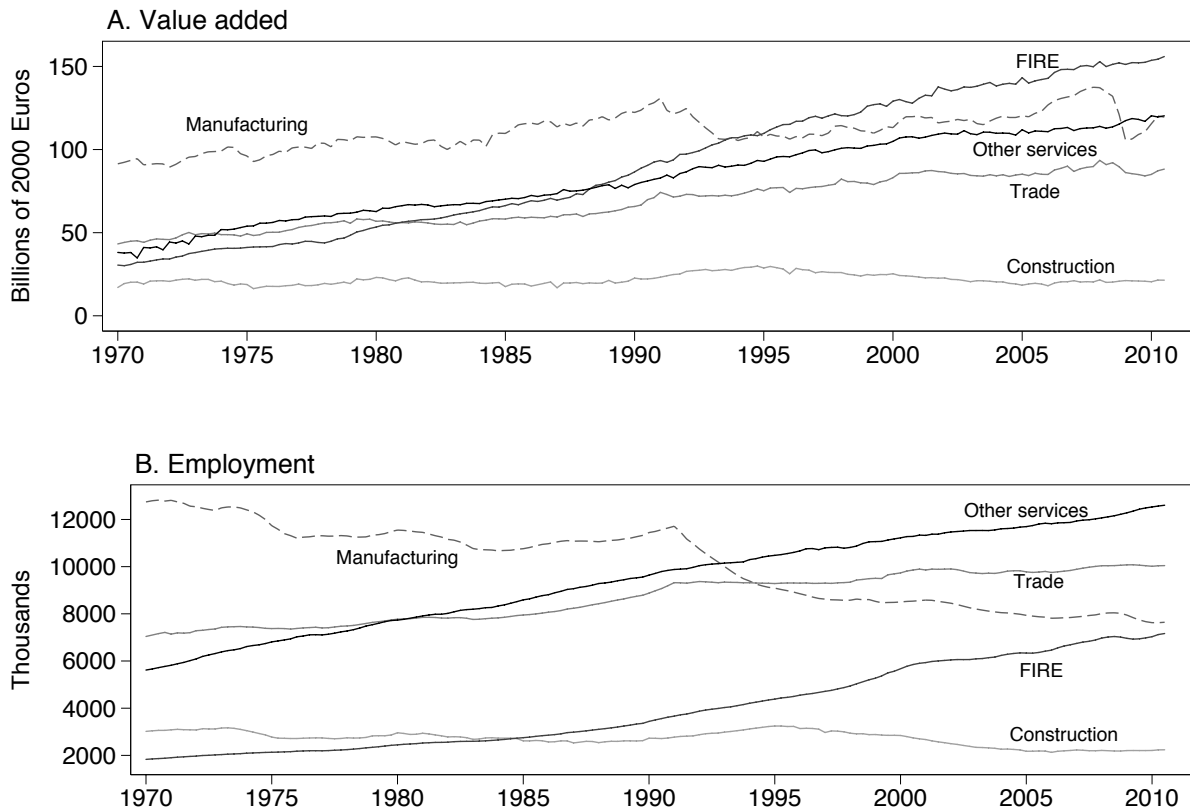 A. Value added
Billions of 2000 Euros
150
100
50
0
FIRE
Manufacturing
Other services
Trade
Construction
1970 1975 1980 1985 1990 1995 2000 2005 2010
B. Employment
Thousands
12000
10000
8000
6000
4000
2000
Other services
Manufacturing
Trade
FIRE
Construction
1970 1975 1980 1985 1990 1995 2000 2005 2010